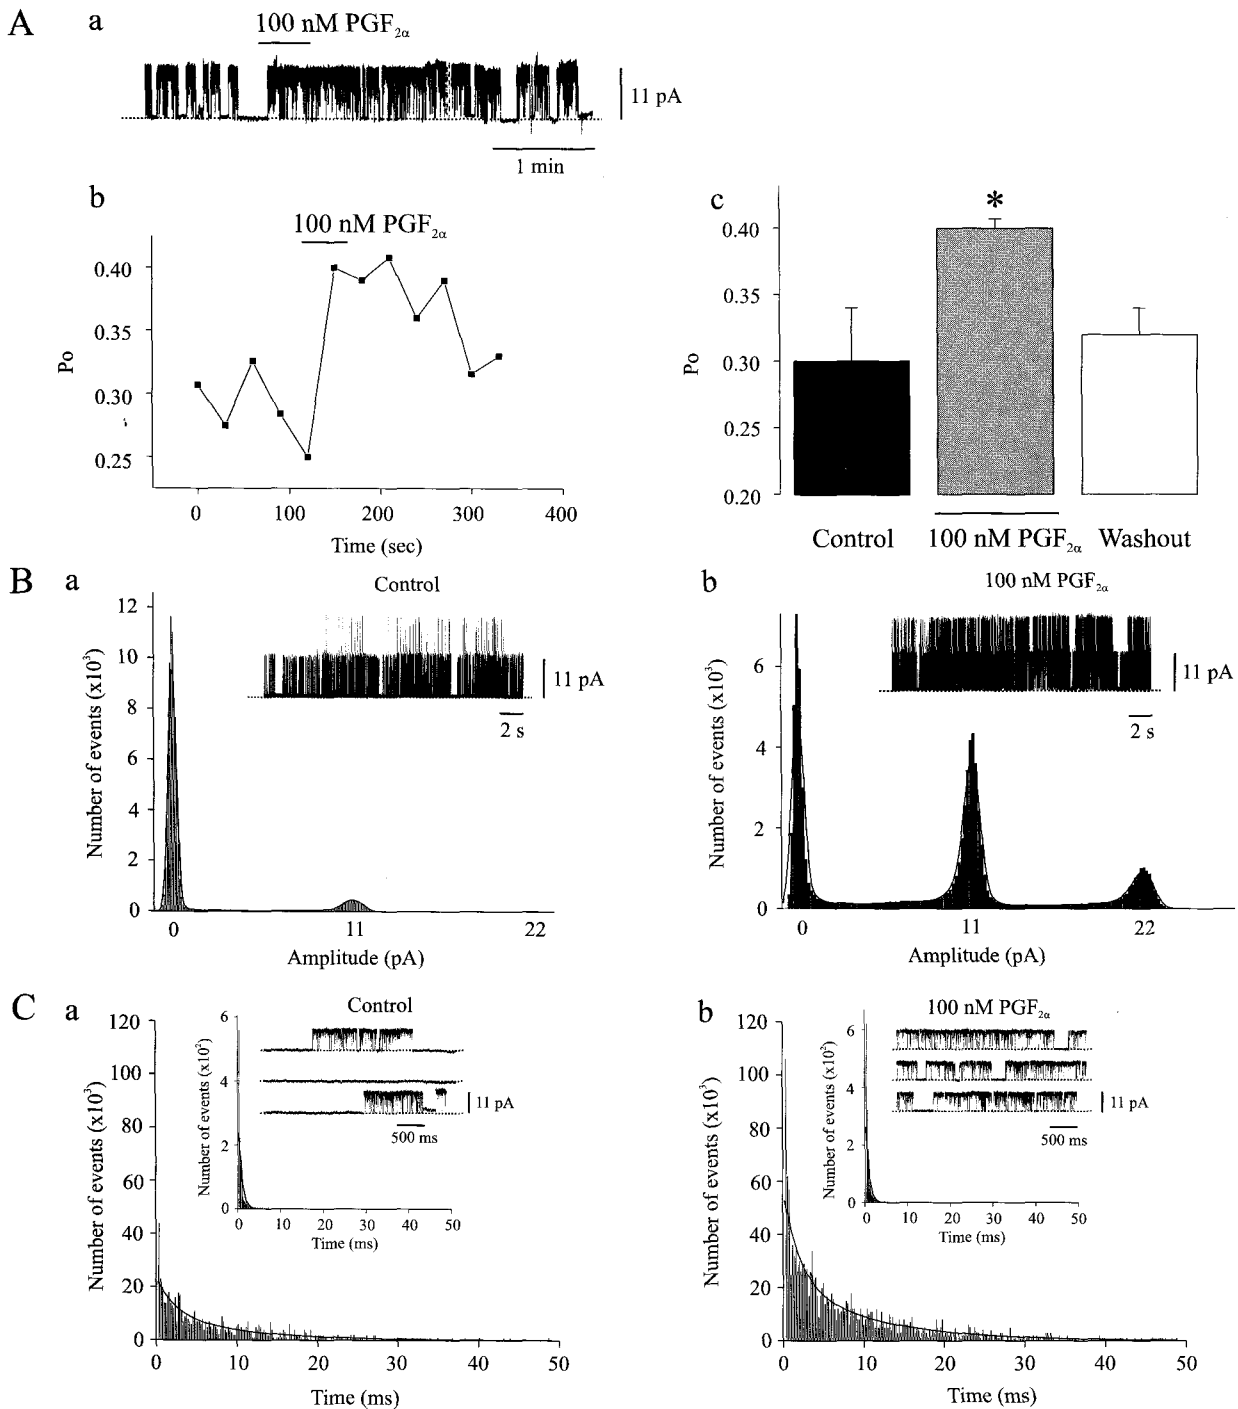 A
a
100 nM PGF2α
11 pA
1 min
b
100 nM PGF2α
Po
0.40
0.35
0.30
0.25
0
100
200
300
400
Time (sec)
c
*
Po
0.40
0.35
0.30
0.25
0.20
Control
100 nM PGF2α
Washout
B
a
Control
Number of events (x10³)
12
10
8
6
4
2
0
11 pA
2 s
0
11
22
Amplitude (pA)
b
100 nM PGF2α
Number of events (x10³)
6
4
2
0
11 pA
2 s
0
11
22
Amplitude (pA)
C
a
Control
Number of events (x10³)
120
100
80
60
40
20
0
Number of events (x10²)
6
4
2
0
11 pA
500 ms
0
10
20
30
40
50
Time (ms)
0
10
20
30
40
50
Time (ms)
b
100 nM PGF2α
Number of events (x10³)
120
100
80
60
40
20
0
Number of events (x10²)
6
4
2
0
11 pA
500 ms
0
10
20
30
40
50
Time (ms)
0
10
20
30
40
50
Time (ms)